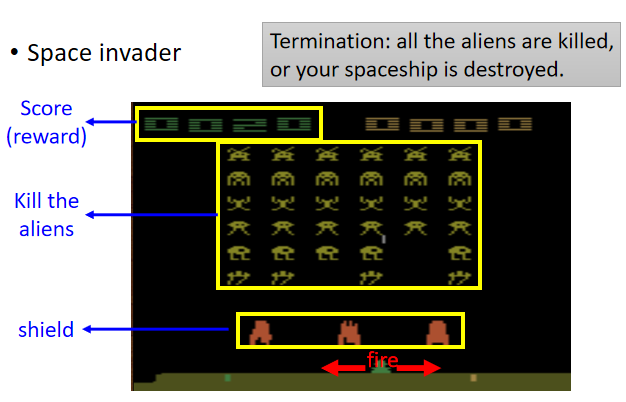 • Space invader
Termination: all the aliens are killed,
or your spaceship is destroyed.
Score
(reward)
Kill the
aliens
shield
fire